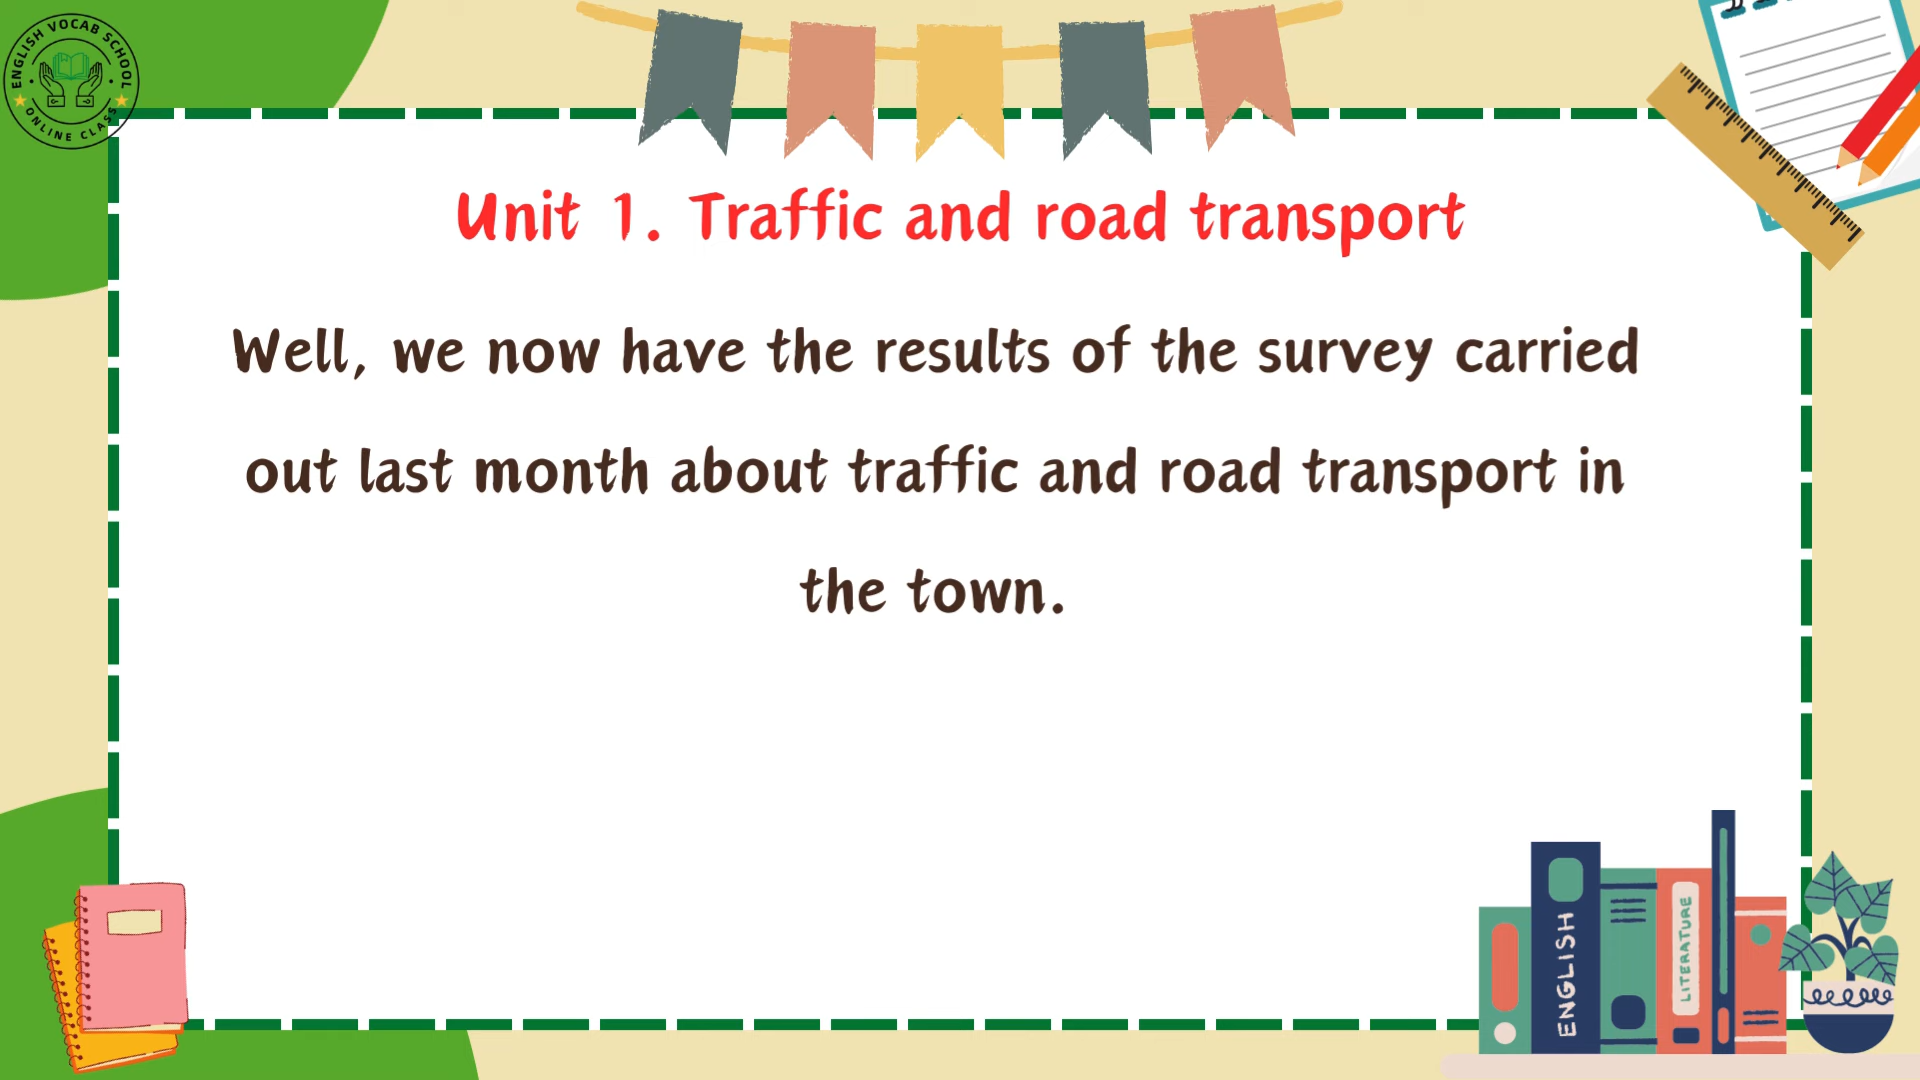 ENGLISH VOCAB SCHOOL
ONLINE CLASS
Unit 1. Traffic and road transport
Well, we now have the results of the survey carried
out last month about traffic and road transport in
the town.
ENGLISH
LITERATURE